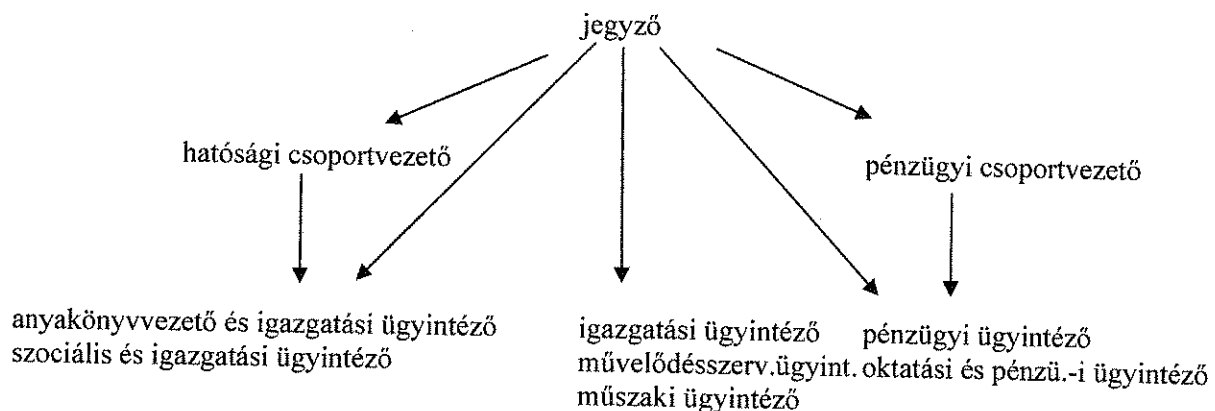 jegyző
hatósági csoportvezető
pénzügyi csoportvezető
anyakönyvvezető és igazgatási ügyintéző
szociális és igazgatási ügyintéző
igazgatási ügyintéző
művelődésszerv.ügyint.
műszaki ügyintéző
pénzügyi ügyintéző
oktatási és pénzü.-i ügyintéző